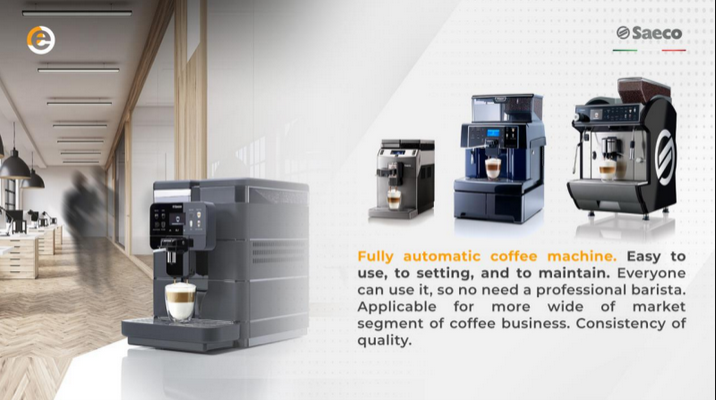 Saeco
Fully automatic coffee machine. Easy to
use, to setting, and to maintain. Everyone
can use it, so no need a professional barista.
Applicable for more wide of market
segment of coffee business. Consistency of
quality.